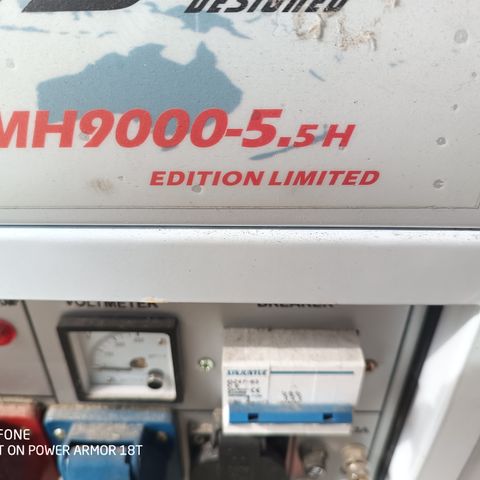 DESIGNED
MH9000-5.5H
EDITION LIMITED
VOLTMETER
BREAKER
FONE
T ON POWER ARMOR 18T